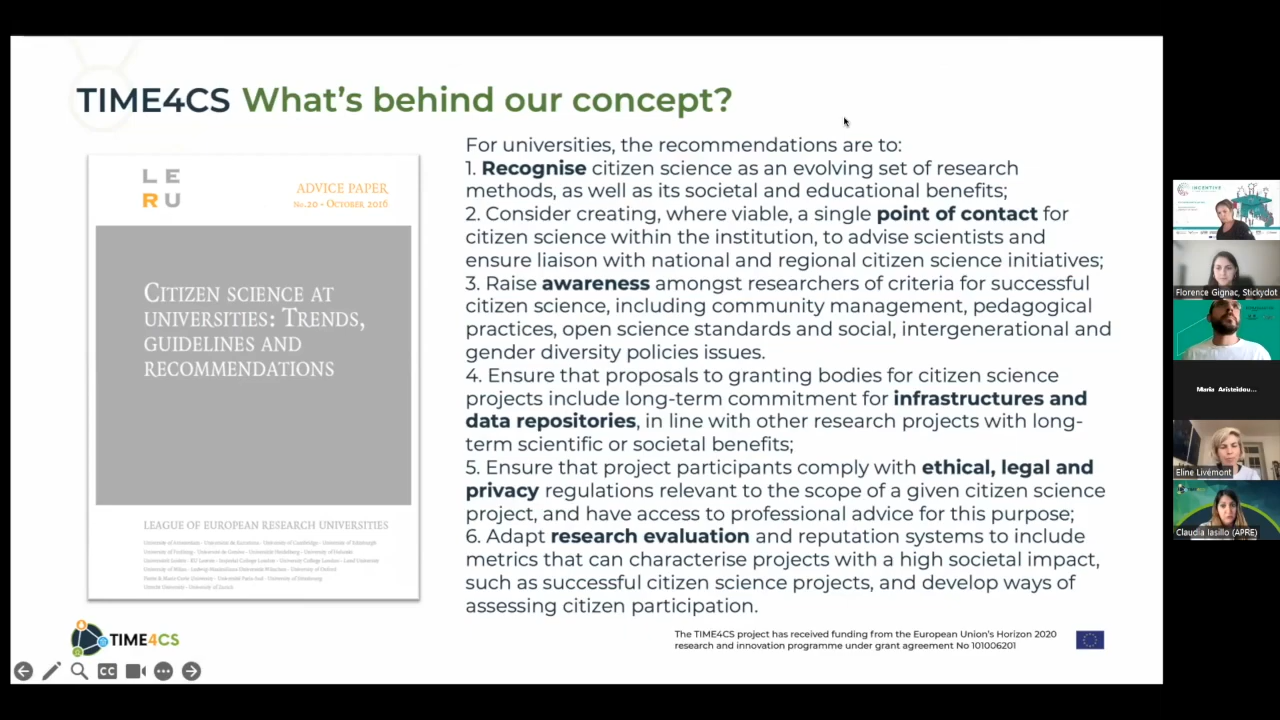 TIME4CS What's behind our concept?
L E
R U
ADVICE PAPER
No.20 - October 2016
Citizen science at
universities: Trends,
guidelines and
recommendations
LEAGUE OF EUROPEAN RESEARCH UNIVERSITIES
For universities, the recommendations are to:
1. Recognise citizen science as an evolving set of research
methods, as well as its societal and educational benefits;
2. Consider creating, where viable, a single point of contact for
citizen science within the institution, to advise scientists and
ensure liaison with national and regional citizen science initiatives;
3. Raise awareness amongst researchers of criteria for successful
citizen science, including community management, pedagogical
practices, open science standards and social, intergenerational and
gender diversity policies issues.
4. Ensure that proposals to granting bodies for citizen science
projects include long-term commitment for infrastructures and
data repositories, in line with other research projects with long-
term scientific or societal benefits;
5. Ensure that project participants comply with ethical, legal and
privacy regulations relevant to the scope of a given citizen science
project, and have access to professional advice for this purpose;
6. Adapt research evaluation and reputation systems to include
metrics that can characterise projects with a high societal impact,
such as successful citizen science projects, and develop ways of
assessing citizen participation.
TIME4CS
The TIME4CS project has received funding from the European Union's Horizon 2020
research and innovation programme under grant agreement No 101006201
CC
INCENTIVE
Florence Gignac, Stickydot
Maria Aristeidou...
Eline Livémont
Claudia Iasillo (APRE)